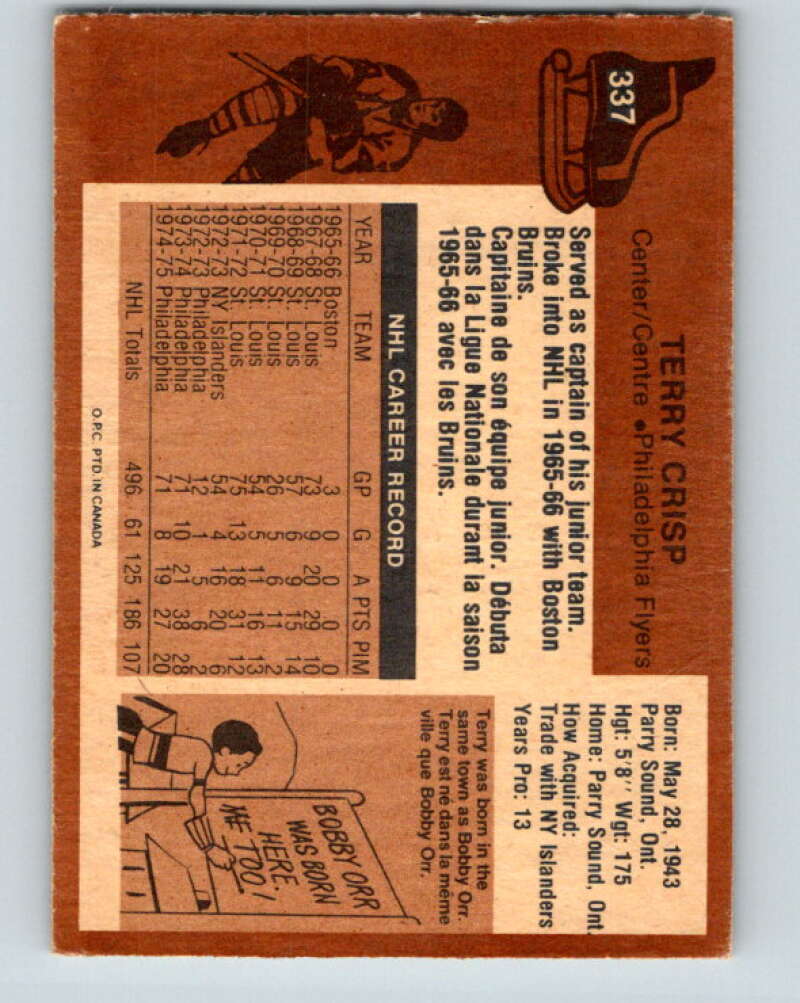 337
TERRY CRISP
Center/Centre • Philadelphia Flyers
Served as captain of his junior team.
Broke into NHL in 1965-66 with Boston
Bruins.
Capitaine de son équipe junior. Débuta
dans la Ligue Nationale durant la saison
1965-66 avec les Bruins.
Born: May 28, 1943
Parry Sound, Ont.
Hgt: 5'8'' Wgt: 175
Home: Parry Sound, Ont.
How Acquired:
Trade with NY Islanders
Years Pro: 13
NHL CAREER RECORD
YEAR TEAM GP G A PTS PIM
1965-66 Boston 3 0 0 0 0
1967-68 St. Louis 73 9 20 29 10
1968-69 St. Louis 57 6 9 15 14
1969-70 St. Louis 26 5 6 11 2
1970-71 St. Louis 54 5 11 16 13
1971-72 St. Louis 75 13 18 31 12
1972-73 NY Islanders 54 4 16 20 6
1972-73 Philadelphia 12 1 5 6 2
1973-74 Philadelphia 71 10 21 38 28
1974-75 Philadelphia 71 8 19 27 20
NHL Totals 496 61 125 186 107
Terry was born in the
same town as Bobby Orr.
Terry est né dans la même
ville que Bobby Orr.
BOBBY ORR
WAS BORN
HERE.
ME TOO!
O.P.C. PTD. IN CANADA